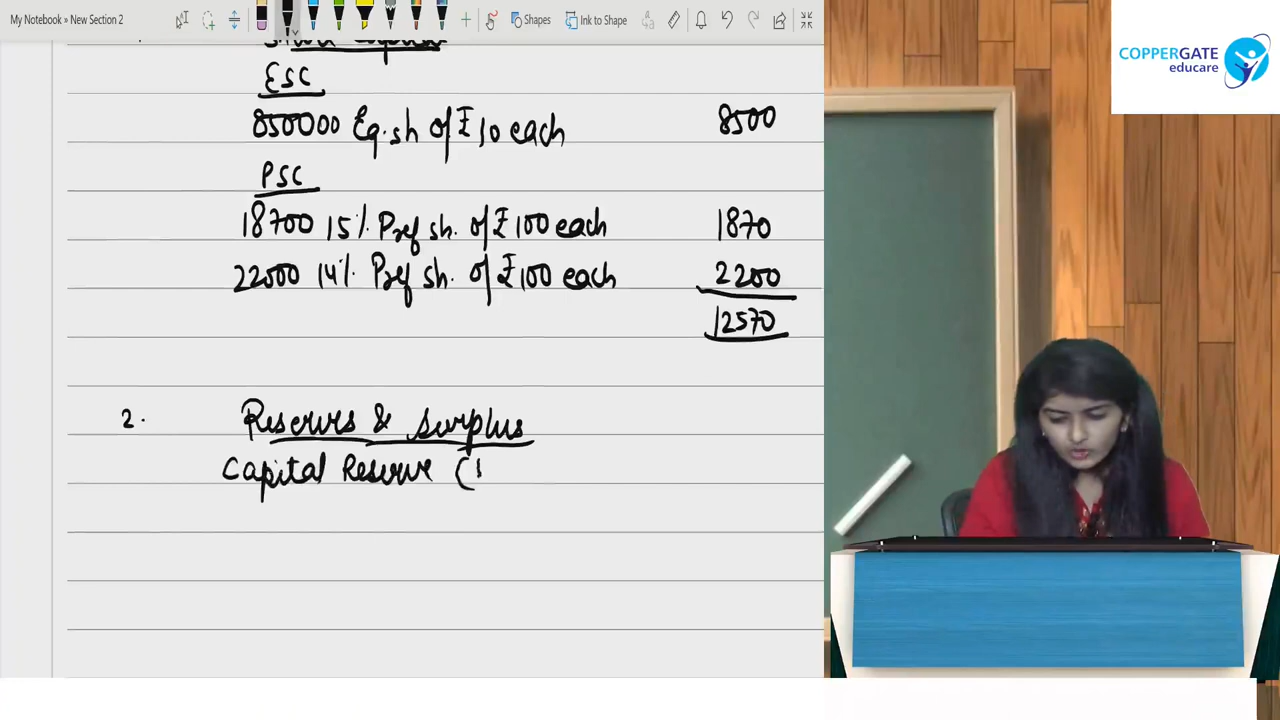 My Notebook » New Section 2
Shapes
Ink to Shape
COPPERGATE
educare
ESC
850000 Eq.sh of ₹10 each 8500
PSC
18700 15% Pref sh. of ₹100 each 1870
22000 14% Pref sh. of ₹100 each 2200
12570
2. Reserves & Surplus
Capital Reserve (